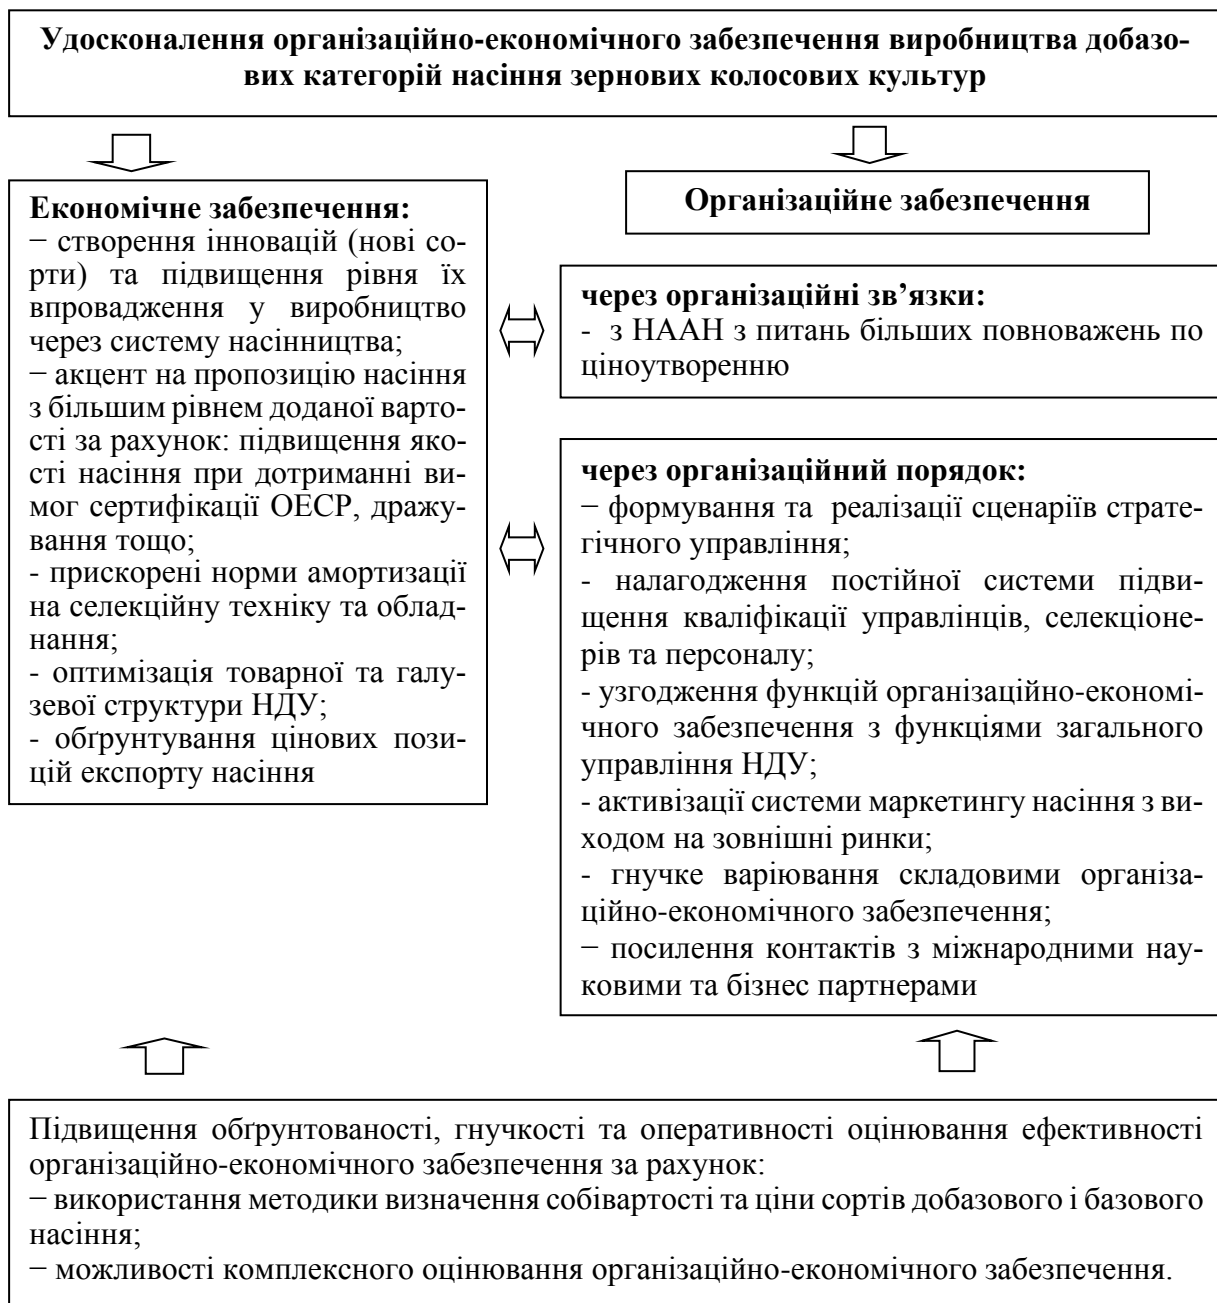 Удосконалення організаційно-економічного забезпечення виробництва добазо-
вих категорій насіння зернових колосових культур
Економічне забезпечення:
− створення інновацій (нові со-
рти) та підвищення рівня їх
впровадження у виробництво
через систему насінництва;
− акцент на пропозицію насіння
з більшим рівнем доданої варто-
сті за рахунок: підвищення яко-
сті насіння при дотриманні ви-
мог сертифікації ОЕСР, дражу-
вання тощо;
- прискорені норми амортизації
на селекційну техніку та облад-
нання;
- оптимізація товарної та галу-
зевої структури НДУ;
- обґрунтування цінових пози-
цій експорту насіння
Організаційне забезпечення
через організаційні зв’язки:
- з НААН з питань більших повноважень по
ціноутворенню
через організаційний порядок:
− формування та реалізації сценаріїв страте-
гічного управління;
- налагодження постійної системи підви-
щення кваліфікації управлінців, селекціоне-
рів та персоналу;
- узгодження функцій організаційно-економі-
чного забезпечення з функціями загального
управління НДУ;
- активізації системи маркетингу насіння з ви-
ходом на зовнішні ринки;
- гнучке варіювання складовими організа-
ційно-економічного забезпечення;
− посилення контактів з міжнародними нау-
ковими та бізнес партнерами
Підвищення обґрунтованості, гнучкості та оперативності оцінювання ефективності
організаційно-економічного забезпечення за рахунок:
− використання методики визначення собівартості та ціни сортів добазового і базового
насіння;
− можливості комплексного оцінювання організаційно-економічного забезпечення.